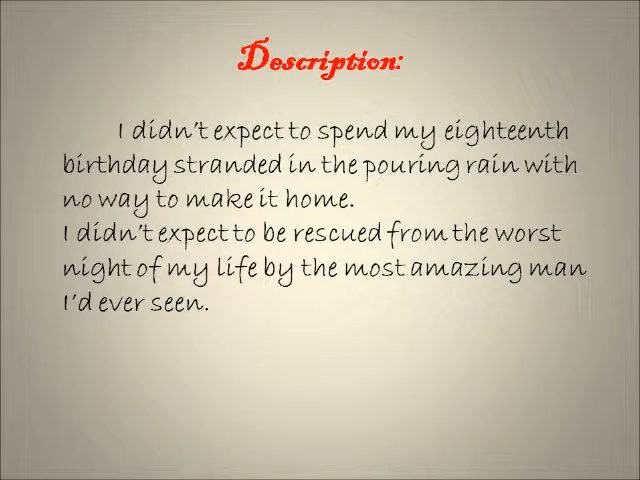 Description:
I didn't expect to spend my eighteenth
birthday stranded in the pouring rain with
no way to make it home.
I didn't expect to be rescued from the worst
night of my life by the most amazing man
I'd ever seen.